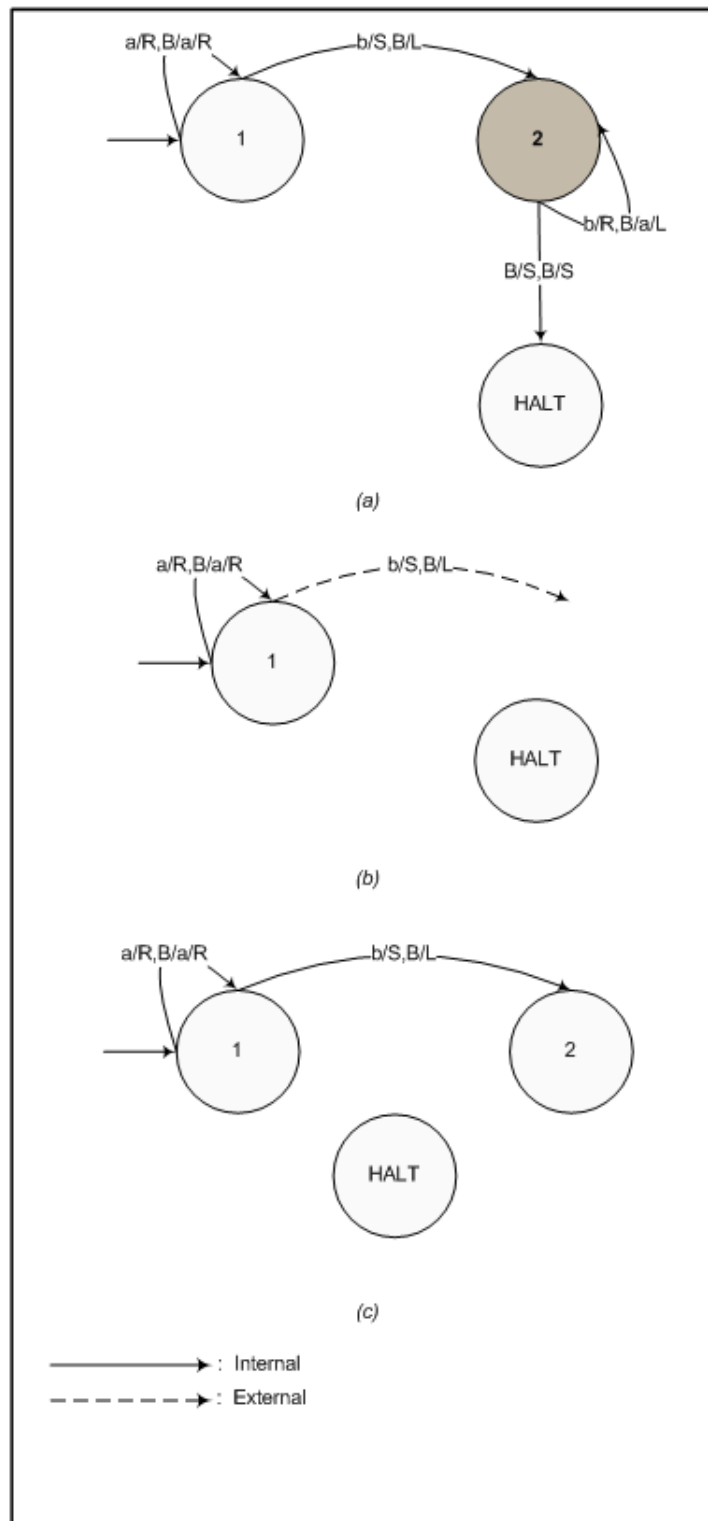 a/R,B/a/R
b/S,B/L
1
2
b/R,B/a/L
B/S,B/S
HALT
(a)
a/R,B/a/R
b/S,B/L
1
HALT
(b)
a/R,B/a/R
b/S,B/L
1
2
HALT
(c)
: Internal
: External